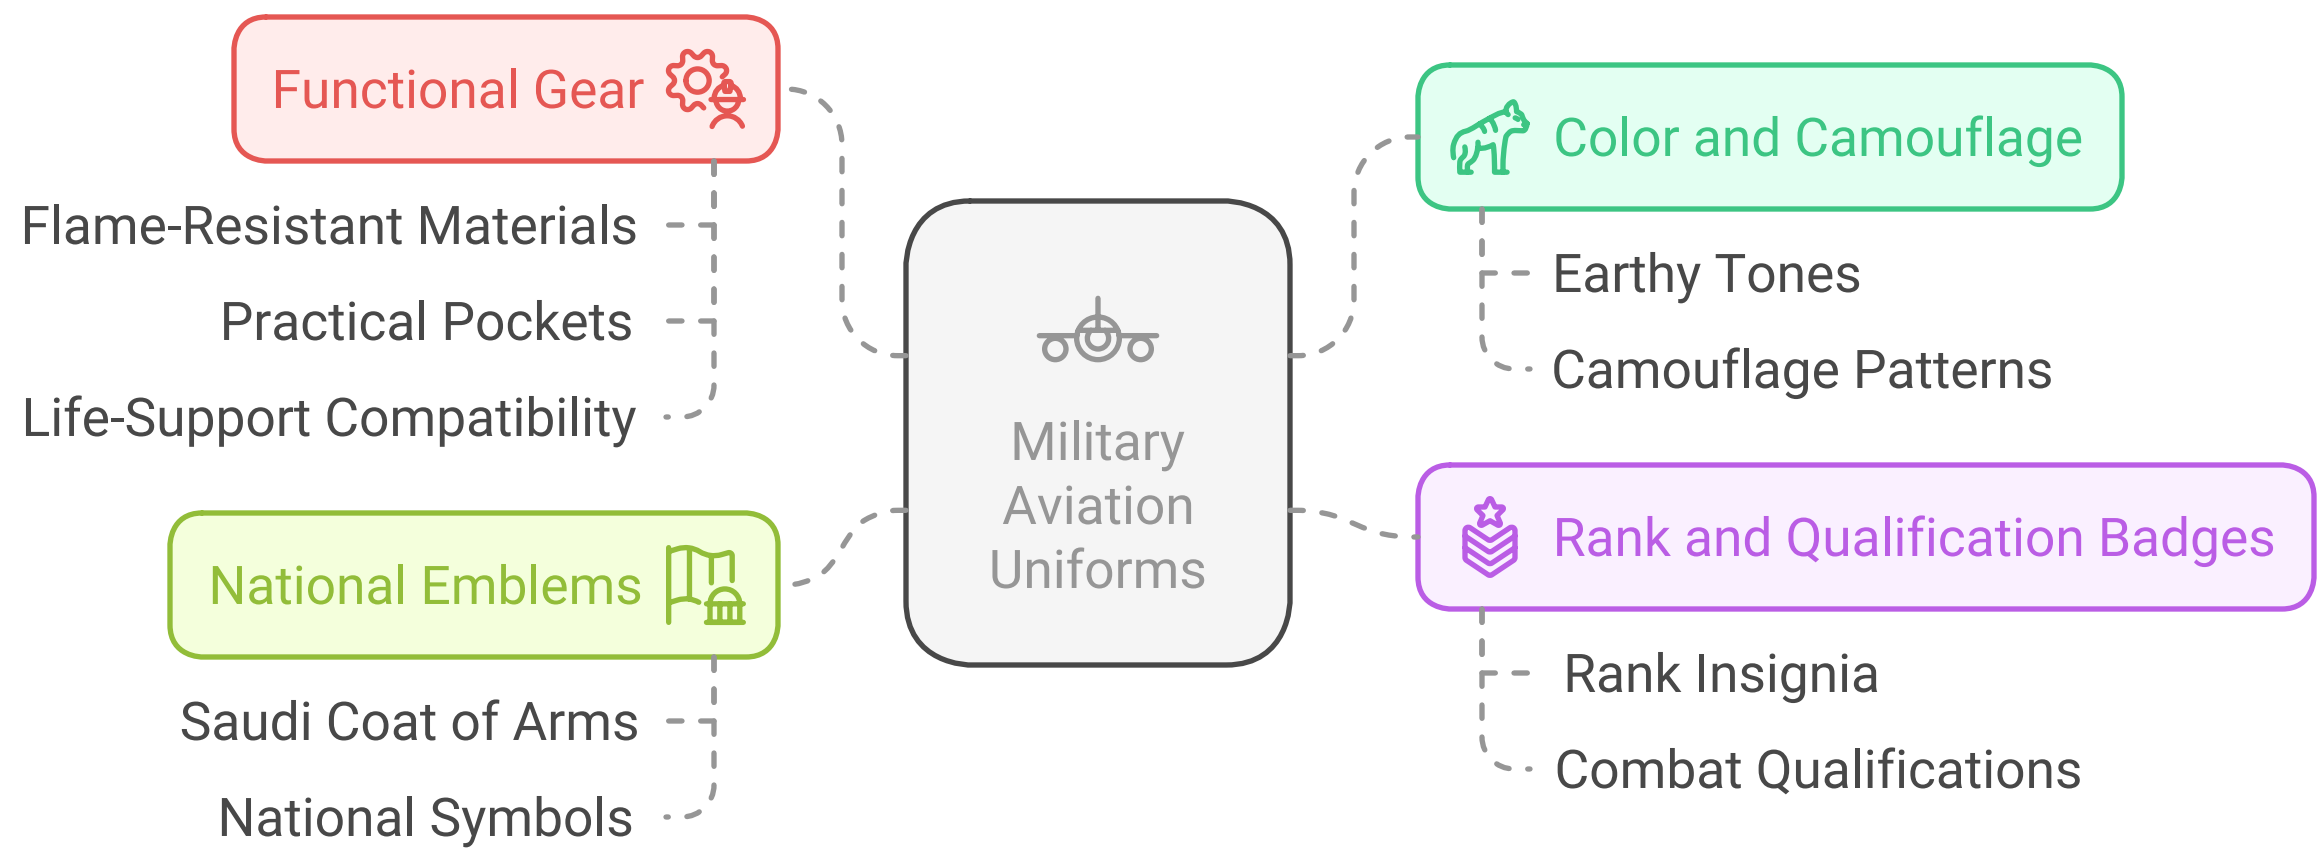 Functional Gear
Flame-Resistant Materials
Practical Pockets
Life-Support Compatibility
National Emblems
Saudi Coat of Arms
National Symbols
Military
Aviation
Uniforms
Color and Camouflage
Earthy Tones
Camouflage Patterns
Rank and Qualification Badges
Rank Insignia
Combat Qualifications